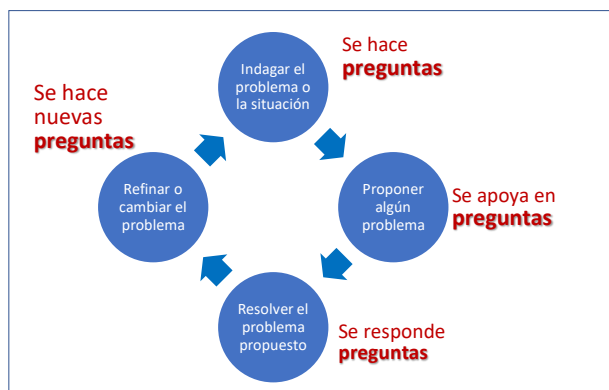 Indagar el
problema o
la situación
Se hace
preguntas
Proponer
algún
problema
Se apoya en
preguntas
Resolver el
problema
propuesto
Se responde
preguntas
Refinar o
cambiar el
problema
Se hace
nuevas
preguntas